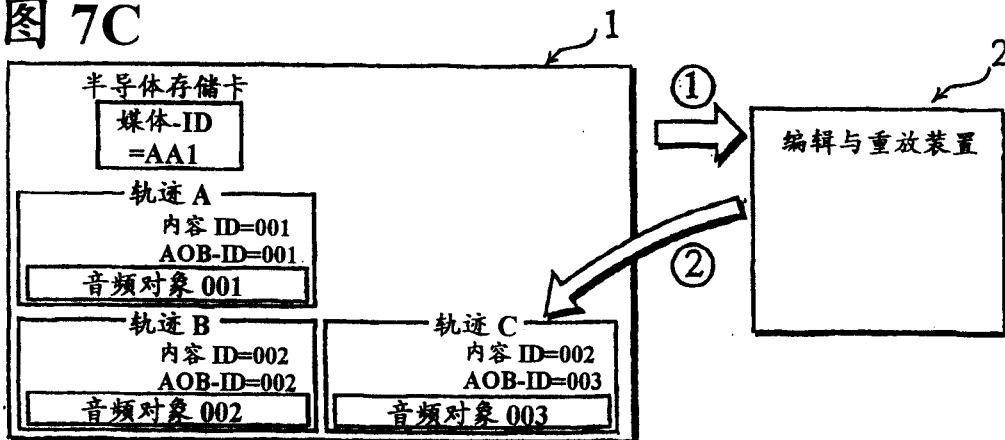 图 7C
1
2
半导体存储卡
媒体-ID
=AA1
①
编辑与重放装置
轨迹 A
内容 ID=001
AOB-ID=001
音频对象 001
②
轨迹 B
内容 ID=002
AOB-ID=002
音频对象 002
轨迹 C
内容 ID=002
AOB-ID=003
音频对象 003